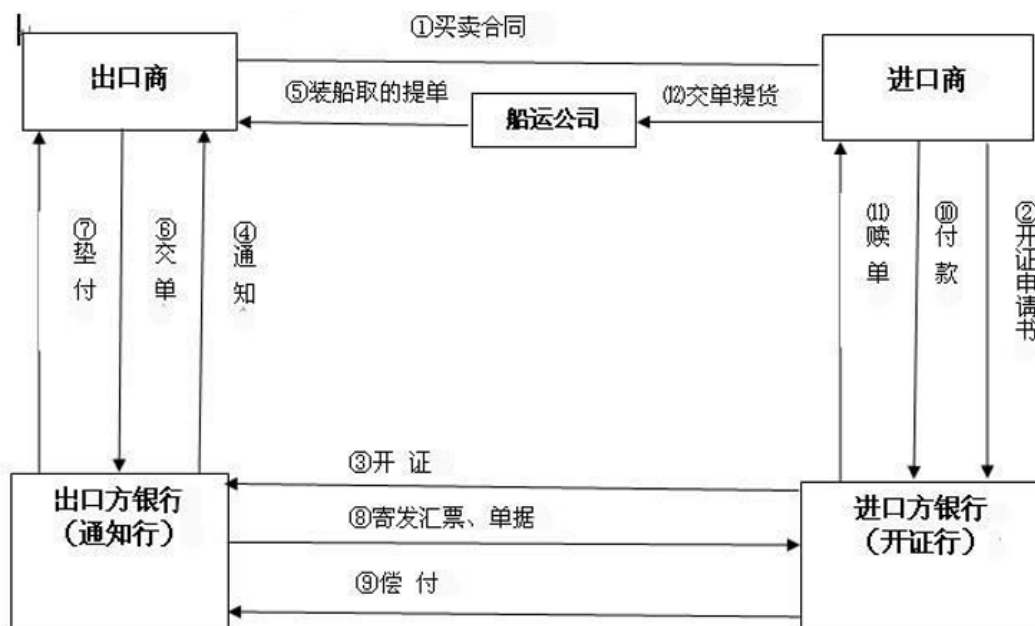 ①买卖合同
出口商
进口商
⑤装船取的提单
⑿交单提货
船运公司
⑦垫 付
⑥交 单
④通 知
⑾赎 单
⑩付 款
②开证申请书
③开 证
出口方银行
（通知行）
⑧寄发汇票、单据
进口方银行
（开证行）
⑨偿 付